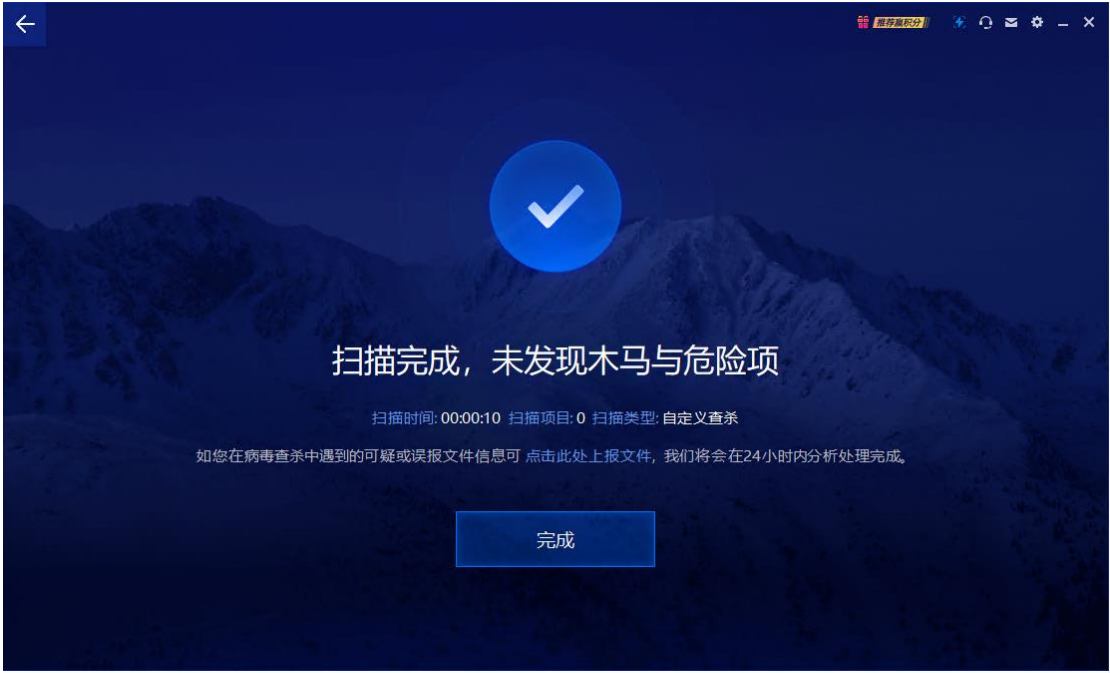 推荐赢积分
扫描完成，未发现木马与危险项
扫描时间: 00:00:10 扫描项目: 0 扫描类型: 自定义查杀
如您在病毒查杀中遇到的可疑或误报文件信息可 点击此处上报文件，我们将会在24小时内分析处理完成。
完成